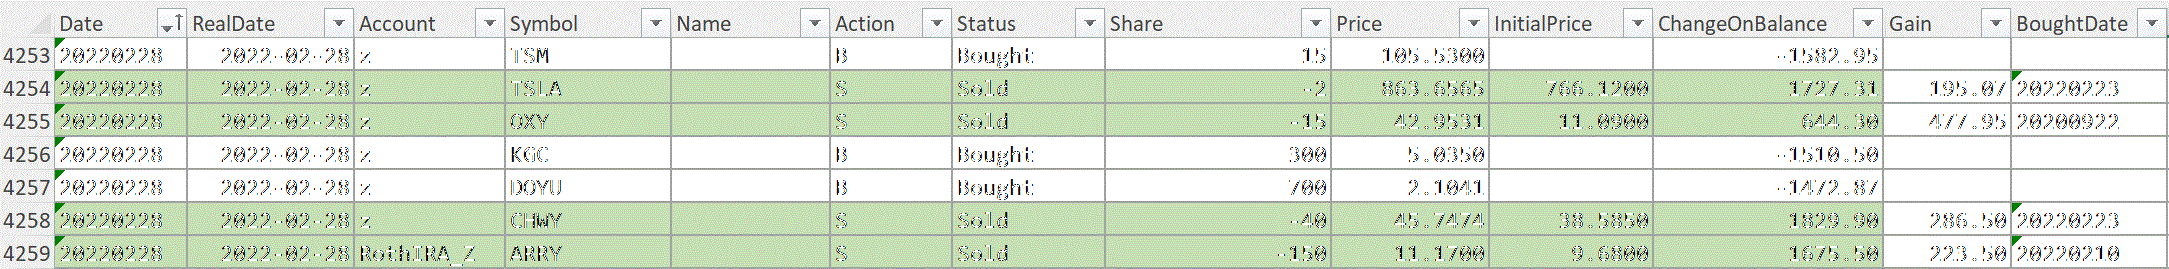 Date RealDate Account Symbol Name Action Status Share Price InitialPrice ChangeOnBalance Gain BoughtDate
4253 20220228 2022-02-28 z TSM B Bought 15 105.5300 -1582.95
4254 20220228 2022-02-28 z TSLA S Sold -2 863.6565 766.1200 1727.31 195.07 20220223
4255 20220228 2022-02-28 z OXY S Sold -15 42.9531 11.0900 644.30 477.95 20200922
4256 20220228 2022-02-28 z KGC B Bought 300 5.0350 -1510.50
4257 20220228 2022-02-28 z DOYU B Bought 700 2.1041 -1472.87
4258 20220228 2022-02-28 z CHWY S Sold -40 45.7474 38.5850 1829.90 286.50 20220223
4259 20220228 2022-02-28 RothIRA_Z ARRY S Sold -150 11.1700 9.6800 1675.50 223.50 20220210